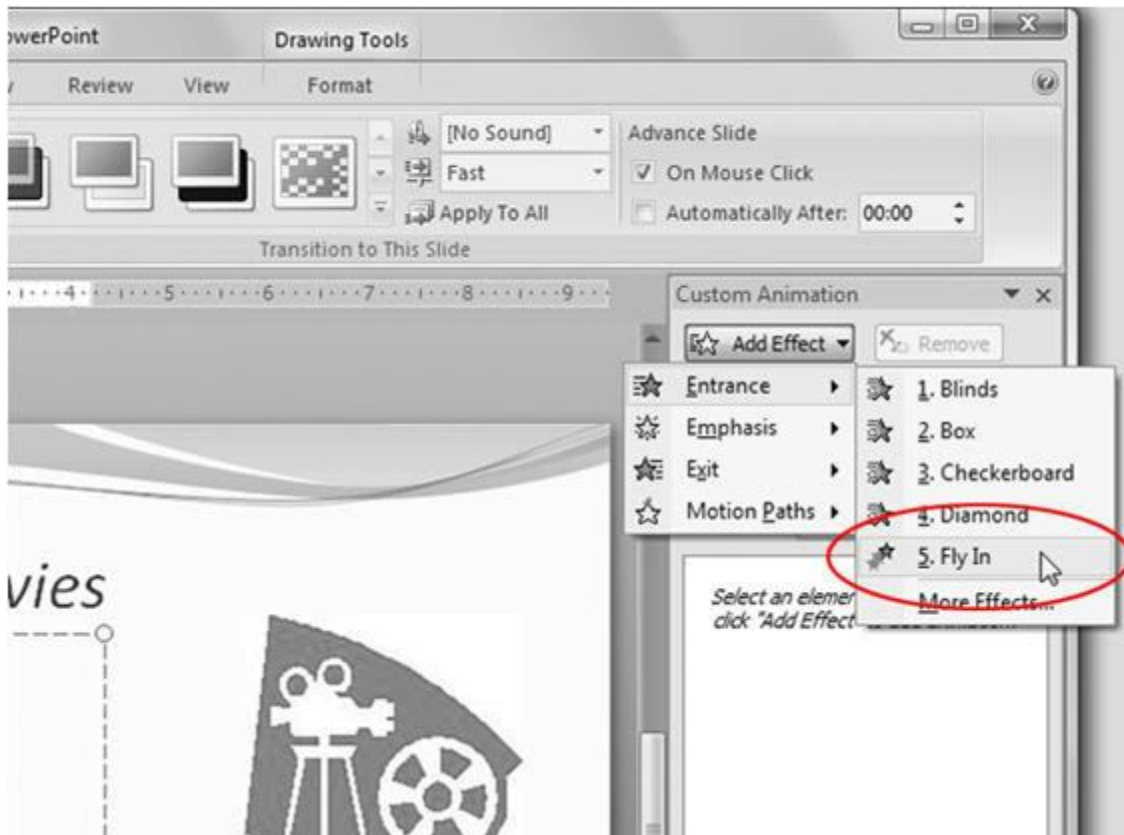 owerPoint
Drawing Tools
Review View Format
[No Sound]
Fast
Apply To All
Transition to This Slide
Advance Slide
On Mouse Click
Automatically After: 00:00
4 5 6 7 8 9
Custom Animation
Add Effect Remove
Entrance
Emphasis
Exit
Motion Paths
1. Blinds
2. Box
3. Checkerboard
4. Diamond
5. Fly In
More Effects...
Select an elemen
click "Add Effect"
vies